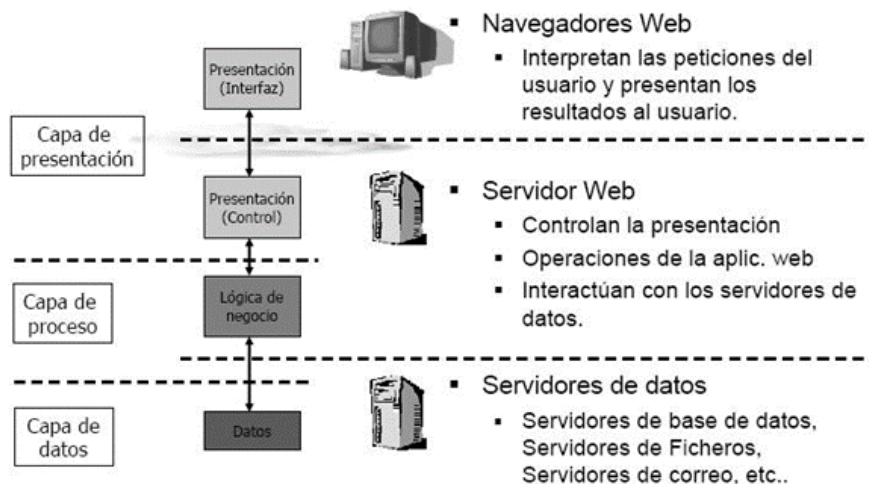 Presentación
(Interfaz)
▪ Navegadores Web
▪ Interpretan las peticiones del
usuario y presentan los
resultados al usuario.
Capa de
presentación
Presentación
(Control)
▪ Servidor Web
▪ Controlan la presentación
▪ Operaciones de la aplic. web
▪ Interactúan con los servidores de
datos.
Capa de
proceso
Lógica de
negocio
▪ Servidores de datos
▪ Servidores de base de datos,
Servidores de Ficheros,
Servidores de correo, etc..
Capa de
datos
Datos